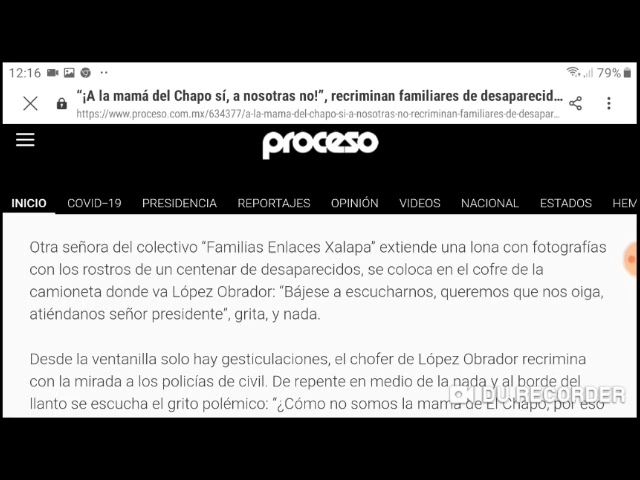 12:16 79%
“¡A la mamá del Chapo sí, a nosotras no!”, recriminan familiares de desaparecid...
https://www.proceso.com.mx/634377/a-la-mama-del-chapo-si-a-nosotras-no-recriminan-familiares-de-desapar...
proceso
INICIO COVID-19 PRESIDENCIA REPORTAJES OPINIÓN VIDEOS NACIONAL ESTADOS HEM
Otra señora del colectivo “Familias Enlaces Xalapa” extiende una lona con fotografías
con los rostros de un centenar de desaparecidos, se coloca en el cofre de la
camioneta donde va López Obrador: “Bájese a escucharnos, queremos que nos oiga,
atiéndanos señor presidente”, grita, y nada.
Desde la ventanilla solo hay gesticulaciones, el chofer de López Obrador recrimina
con la mirada a los policías de civil. De repente en medio de la nada y al borde del
llanto se escucha el grito polémico: “¿Cómo no somos la mamá de El Chapo, por eso
DU RECORDER